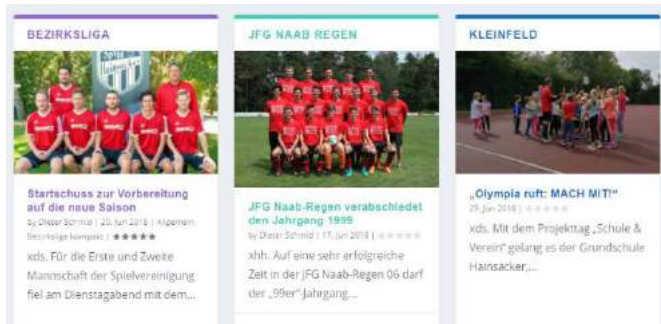 BEZIRKSLIGA
Hainsacker
Startschuss zur Vorbereitung
auf die neue Saison
by Dieter Schmid | 20. Jun 2018 | Allgemein,
Bezirksliga kompakt | ★★★★★
xds. Für die Erste und Zweite
Mannschaft der Spielvereinigung
fiel am Dienstagabend mit dem...
JFG NAAB REGEN
JFG Naab-Regen verabschiedet
den Jahrgang 1999
by Dieter Schmid | 17. Jun 2018 |
xhh. Auf eine sehr erfolgreiche
Zeit in der JFG Naab-Regen 06 darf
der „99er"-Jahrgang...
KLEINFELD
„Olympia ruft: MACH MIT!"
29. Jun 2018 |
xds. Mit dem Projekttag „Schule &
Verein" gelang es der Grundschule
Hainsacker,...